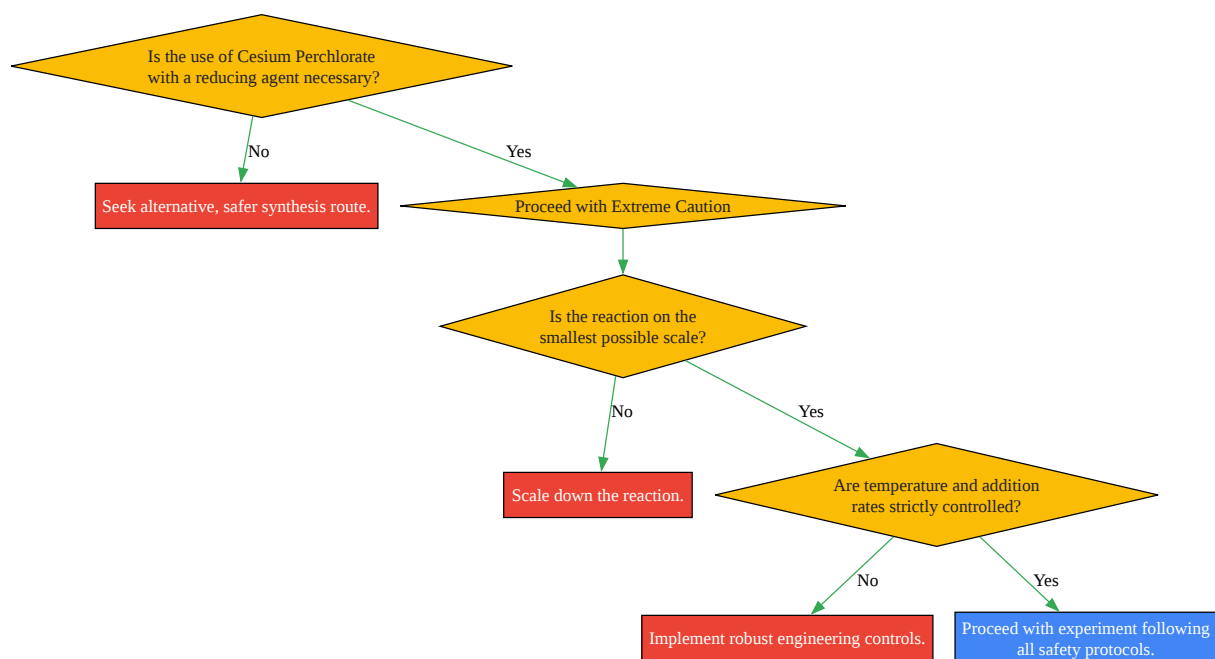 Is the use of Cesium Perchlorate
with a reducing agent necessary?
No
Yes
Seek alternative, safer synthesis route.
Proceed with Extreme Caution
Is the reaction on the
smallest possible scale?
No
Yes
Scale down the reaction.
Are temperature and addition
rates strictly controlled?
No
Yes
Implement robust engineering controls.
Proceed with experiment following
all safety protocols.